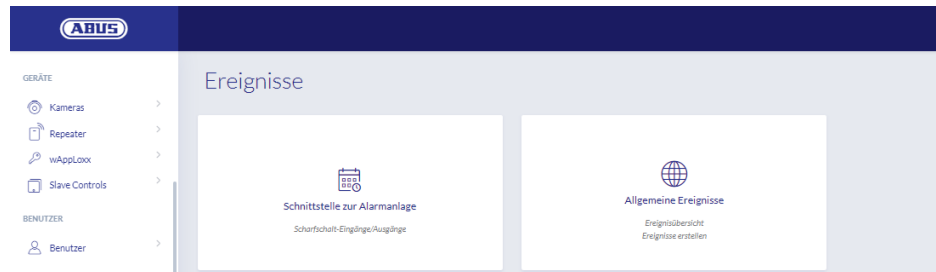 ABUS
GERÄTE
Kameras
Repeater
wAppLoxx
Slave Controls
BENUTZER
Benutzer
Ereignisse
Schnittstelle zur Alarmanlage
Scharfschalt-Eingänge/Ausgänge
Allgemeine Ereignisse
Ereignisübersicht
Ereignisse erstellen